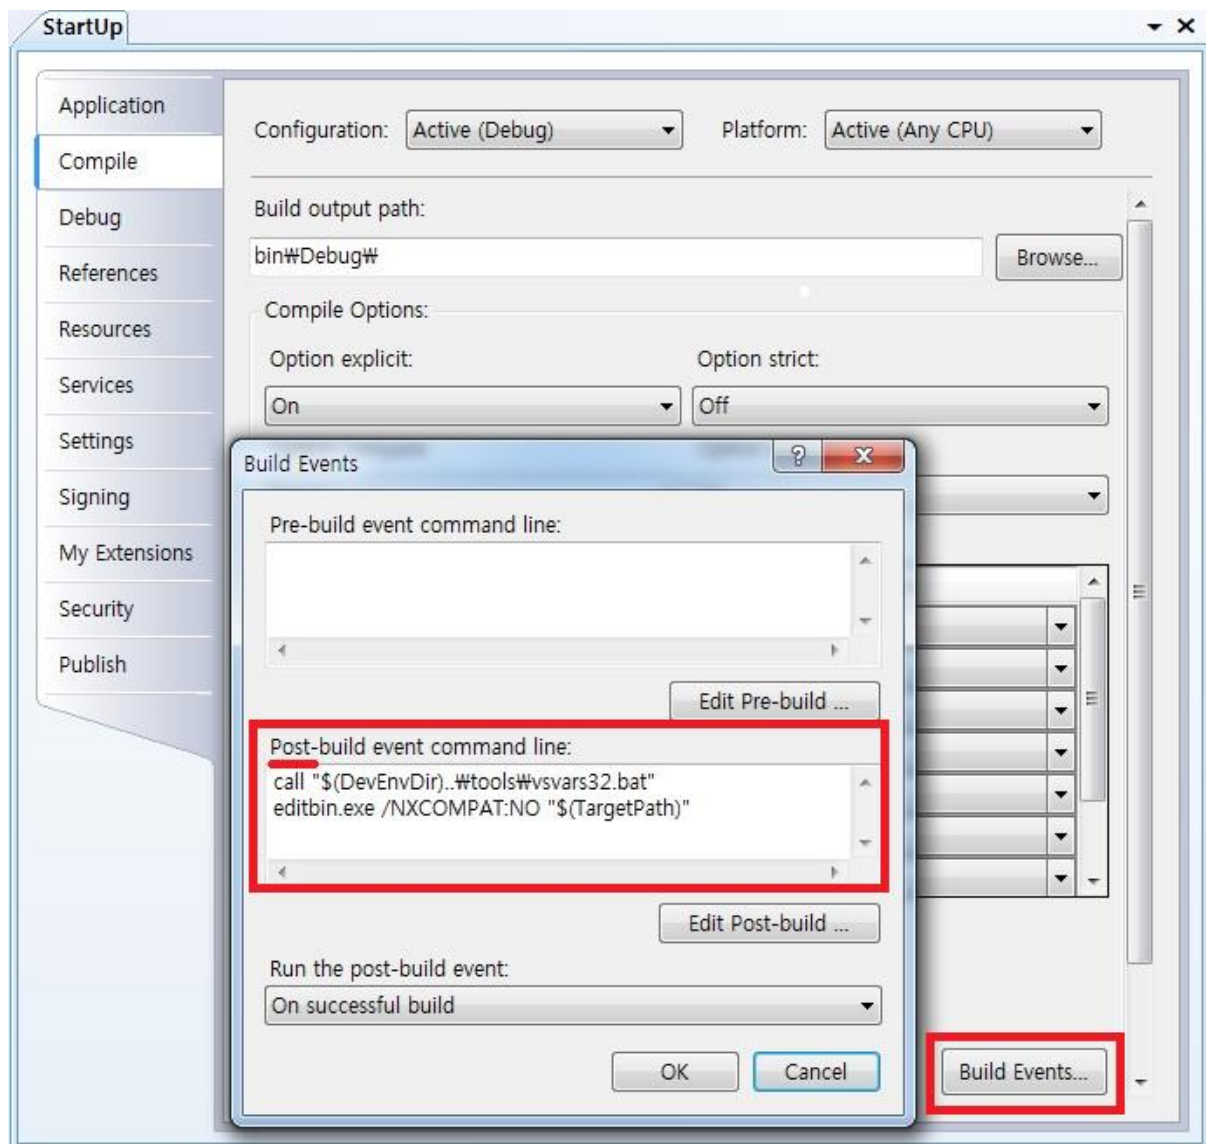 StartUp
Application
Compile
Debug
References
Resources
Services
Settings
Signing
My Extensions
Security
Publish
Configuration: Active (Debug) Platform: Active (Any CPU)
Build output path:
bin₩Debug₩ Browse...
Compile Options:
Option explicit: Option strict:
On Off
Build Events
Pre-build event command line:
Edit Pre-build ...
Post-build event command line:
call "$(DevEnvDir)..₩tools₩vsvars32.bat"
editbin.exe /NXCOMPAT:NO "$(TargetPath)"
Edit Post-build ...
Run the post-build event:
On successful build
OK Cancel
Build Events...